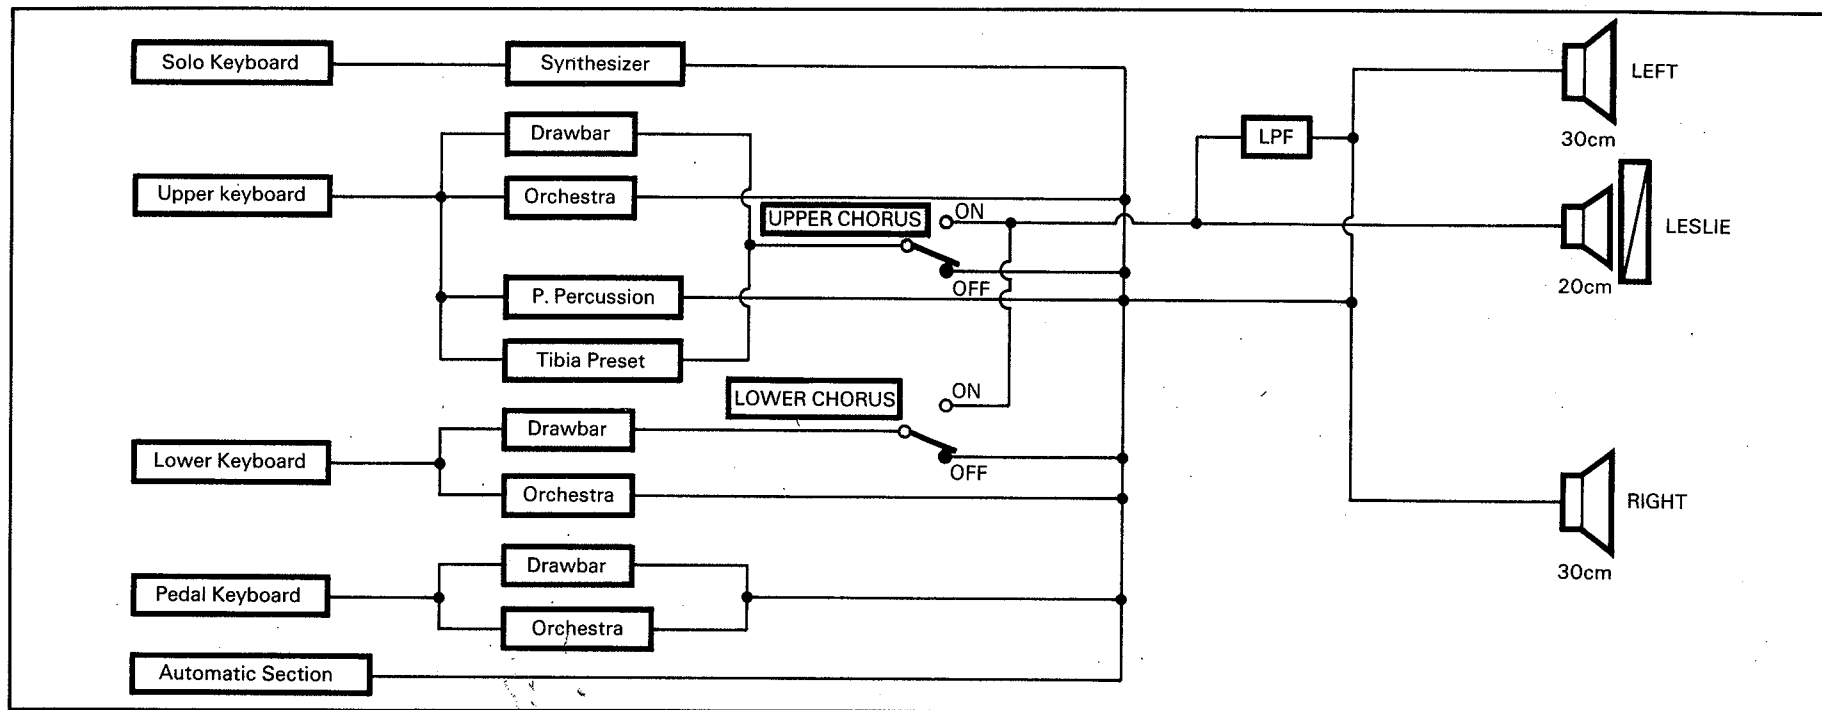 Solo Keyboard
Synthesizer
LEFT
30cm
Drawbar
LPF
Upper keyboard
Orchestra
UPPER CHORUS
ON
OFF
LESLIE
20cm
P. Percussion
Tibia Preset
LOWER CHORUS
ON
OFF
Lower Keyboard
Drawbar
Orchestra
RIGHT
30cm
Pedal Keyboard
Drawbar
Orchestra
Automatic Section